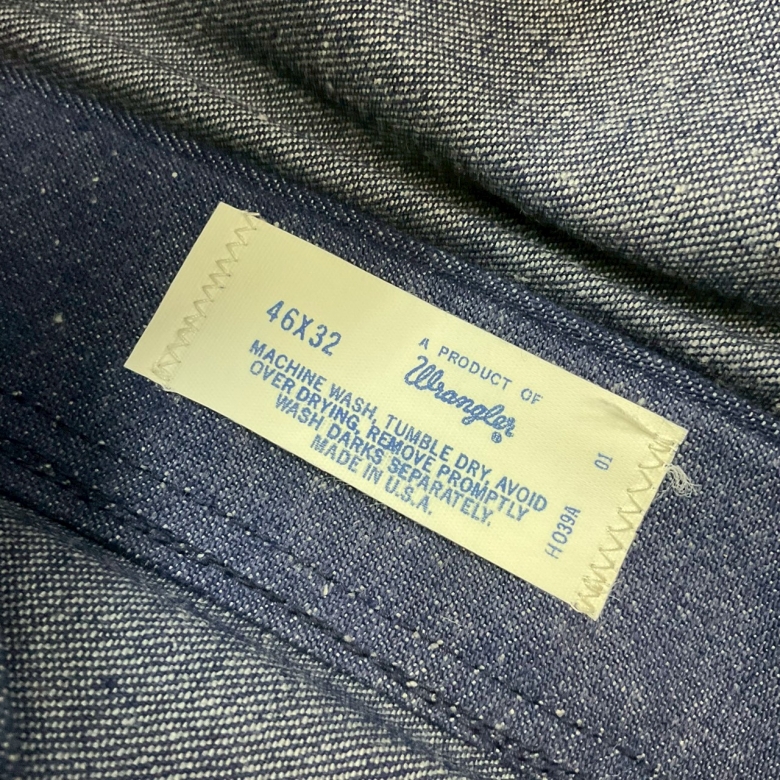 46X32
A PRODUCT OF
Wrangler®
MACHINE WASH, TUMBLE DRY, AVOID
OVER DRYING. REMOVE PROMPTLY
WASH DARKS SEPARATELY.
MADE IN U.S.A.
01
H039A